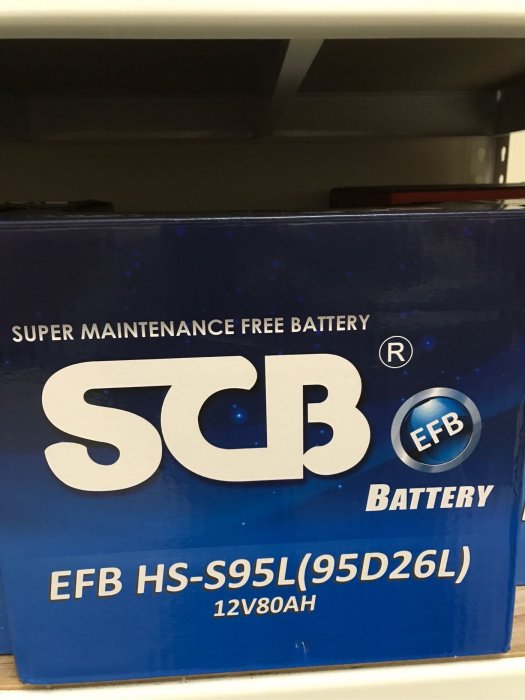 SUPER MAINTENANCE FREE BATTERY
SCB ®
EFB
BATTERY
EFB HS-S95L(95D26L)
12V80AH